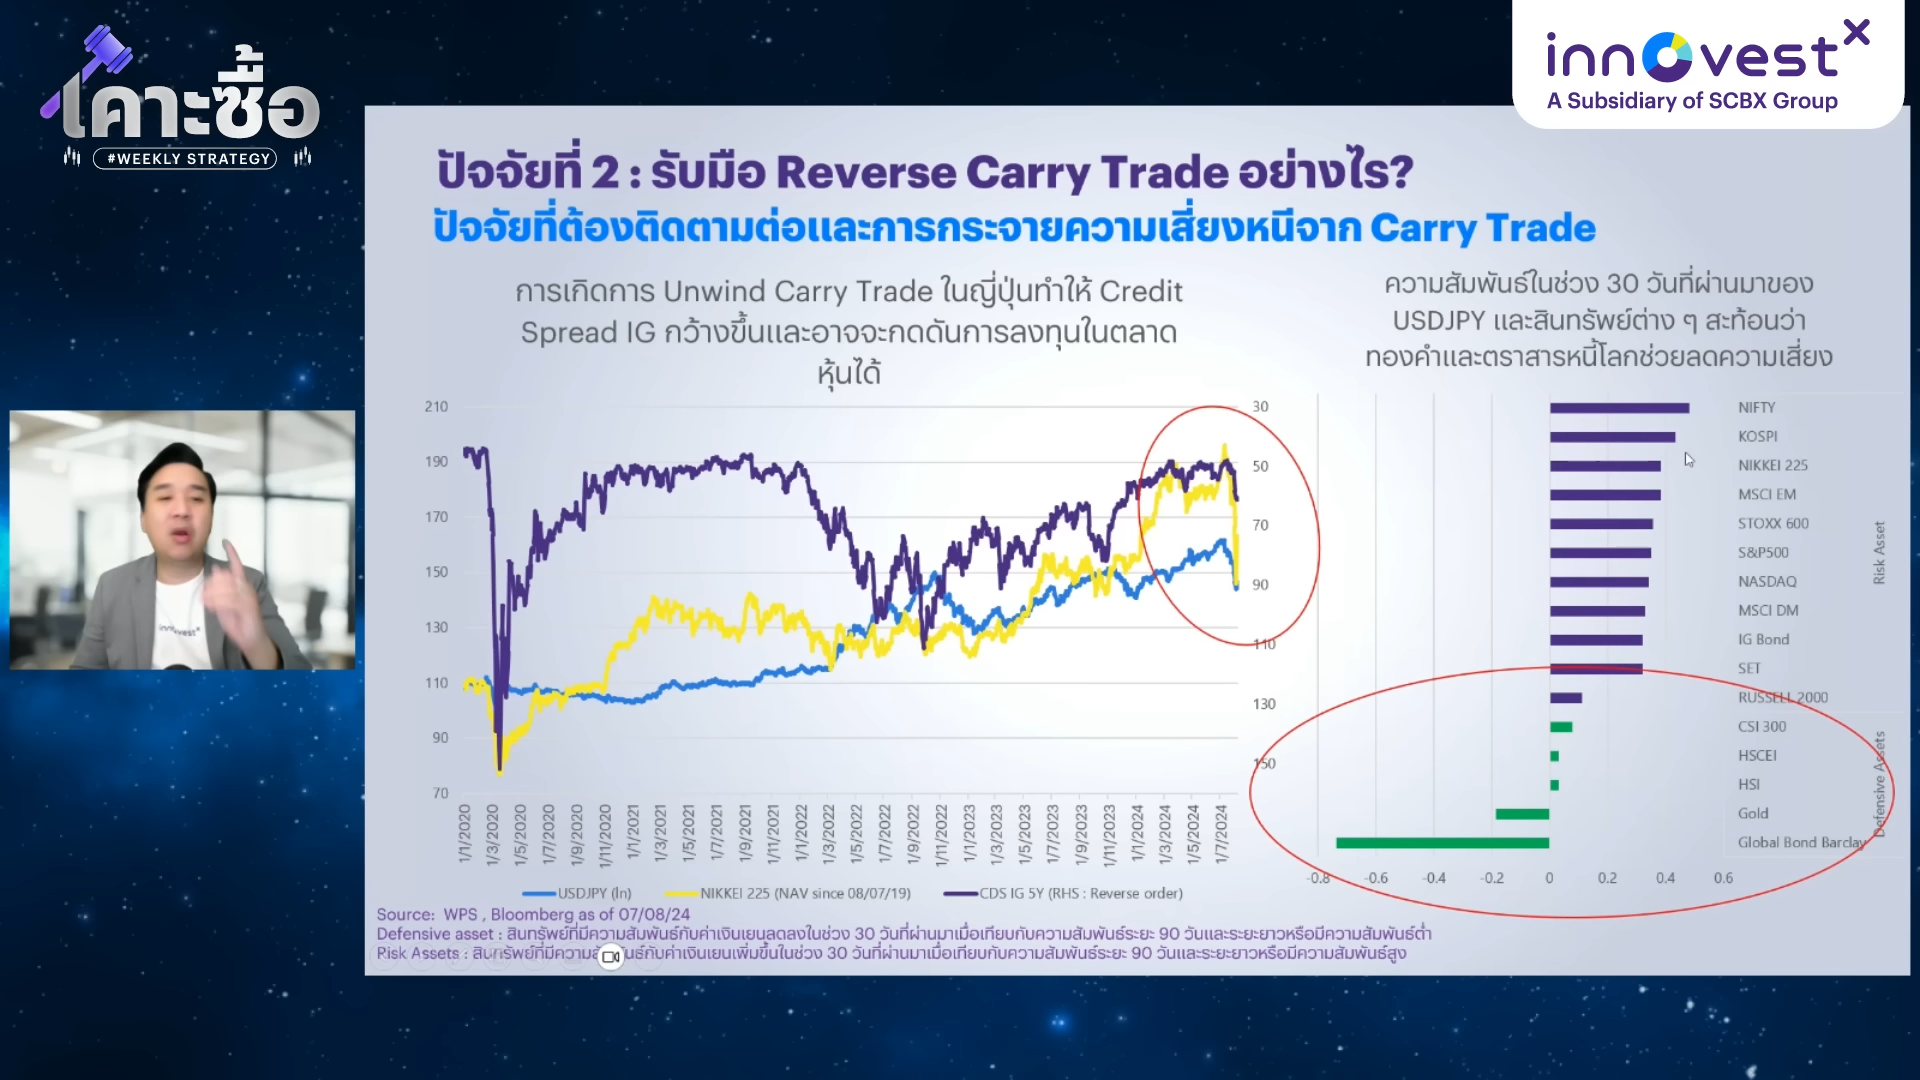 เคาะซื้อ
#WEEKLY STRATEGY
innovestx
A Subsidiary of SCBX Group
ปัจจัยที่ 2 : รับมือ Reverse Carry Trade อย่างไร?
ปัจจัยที่ต้องติดตามต่อและการกระจายความเสี่ยงหนีจาก Carry Trade
การเกิดการ Unwind Carry Trade ในญี่ปุ่นทำให้ Credit
Spread IG กว้างขึ้นและอาจจะกดดันการลงทุนในตลาด
หุ้นได้
210
190
170
150
130
110
90
70
30
50
70
90
110
130
150
1/1/2020
1/3/2020
1/5/2020
1/7/2020
1/9/2020
1/11/2020
1/1/2021
1/3/2021
1/5/2021
1/7/2021
1/9/2021
1/11/2021
1/1/2022
1/3/2022
1/5/2022
1/7/2022
1/9/2022
1/11/2022
1/1/2023
1/3/2023
1/5/2023
1/7/2023
1/9/2023
1/11/2023
1/1/2024
1/3/2024
1/5/2024
1/7/2024
USDJPY (ln)
NIKKEI 225 (NAV since 08/07/19)
CDS IG 5Y (RHS : Reverse order)
ความสัมพันธ์ในช่วง 30 วันที่ผ่านมาของ
USDJPY และสินทรัพย์ต่าง ๆ สะท้อนว่า
ทองคำและตราสารหนี้โลกช่วยลดความเสี่ยง
NIFTY
KOSPI
NIKKEI 225
MSCI EM
STOXX 600
S&P500
NASDAQ
MSCI DM
IG Bond
SET
RUSSELL 2000
CSI 300
HSCEI
HSI
Gold
Global Bond Barclay
Risk Asset
Defensive Assets
-0.8
-0.6
-0.4
-0.2
0
0.2
0.4
0.6
innovestx
Source: WPS , Bloomberg as of 07/08/24
Defensive asset : สินทรัพย์ที่มีความสัมพันธ์กับค่าเงินเยนลดลงในช่วง 30 วันที่ผ่านมาเมื่อเทียบกับความสัมพันธ์ระยะ 90 วันและระยะยาวหรือมีความสัมพันธ์ต่ำ
Risk Assets : สินทรัพย์ที่มีความสั นธ์กับค่าเงินเยนเพิ่มขึ้นในช่วง 30 วันที่ผ่านมาเมื่อเทียบกับความสัมพันธ์ระยะ 90 วันและระยะยาวหรือมีความสัมพันธ์สูง